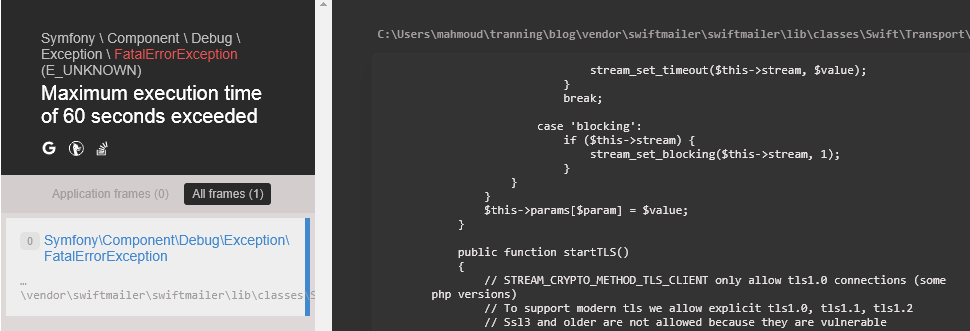 Symfony \ Component \ Debug \
Exception \ FatalErrorException
(E_UNKNOWN)
Maximum execution time
of 60 seconds exceeded
Application frames (0)
All frames (1)
0
Symfony\Component\Debug\Exception\
FatalErrorException
…
\vendor\swiftmailer\swiftmailer\lib\classes\S
C:\Users\mahmoud\tranning\blog\vendor\swiftmailer\swiftmailer\lib\classes\Swift\Transport\
stream_set_timeout($this->stream, $value);
}
break;
case 'blocking':
if ($this->stream) {
stream_set_blocking($this->stream, 1);
}
}
}
$this->params[$param] = $value;
}
public function startTLS()
{
// STREAM_CRYPTO_METHOD_TLS_CLIENT only allow tls1.0 connections (some
php versions)
// To support modern tls we allow explicit tls1.0, tls1.1, tls1.2
// Ssl3 and older are not allowed because they are vulnerable